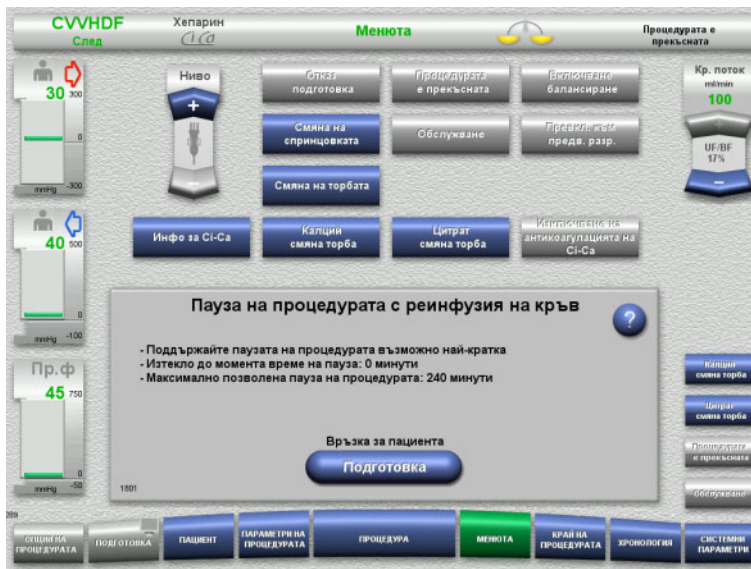 CVVHDF
След
Хепарин
Ci Ca
Менюта
Процедурата е
прекъсната
30
300
0
mmHg -300
Ниво
+
–
Отказ
подготовка
Процедурата
е прекъсната
Включване
балансиране
Смяна на
спринцовката
Обслужване
Превкл. към
предв. разр.
Смяна на торбата
Кр. поток
ml/min
100
+
UF/BF
17%
–
40
500
0
mmHg -100
Инфо за Ci-Ca
Калции
смяна торба
Цитрат
смяна торба
Изключване на
антикоагулацията на
Ci-Ca
Пауза на процедурата с реинфузия на кръв
?
- Поддържайте паузата на процедурата възможно най-кратка
- Изтекло до момента време на пауза: 0 минути
- Максимално позволена пауза на процедурата: 240 минути
Връзка за пациента
Подготовка
1801
Пр.ф
45
750
0
mmHg -50
Калции
смяна торба
Цитрат
смяна торба
Процедурата
е прекъсната
Обслужване
289
ОПЦИИ НА
ПРОЦЕДУРАТА
ПОДГОТОВКА
ПАЦИЕНТ
ПАРАМЕТРИ НА
ПРОЦЕДУРАТА
ПРОЦЕДУРА
МЕНЮТА
КРАЙ НА
ПРОЦЕДУРАТА
ХРОНОЛОГИЯ
СИСТЕМНИ
ПАРАМЕТРИ